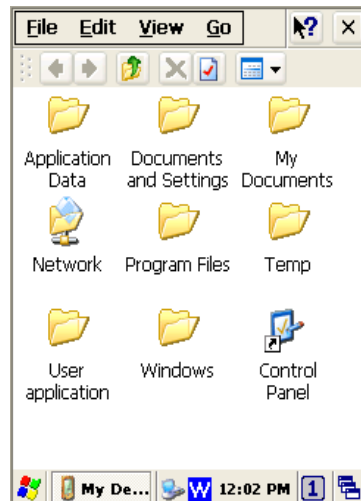 File Edit View Go
Application Data
Documents and Settings
My Documents
Network
Program Files
Temp
User application
Windows
Control Panel
My De... W 12:02 PM 1